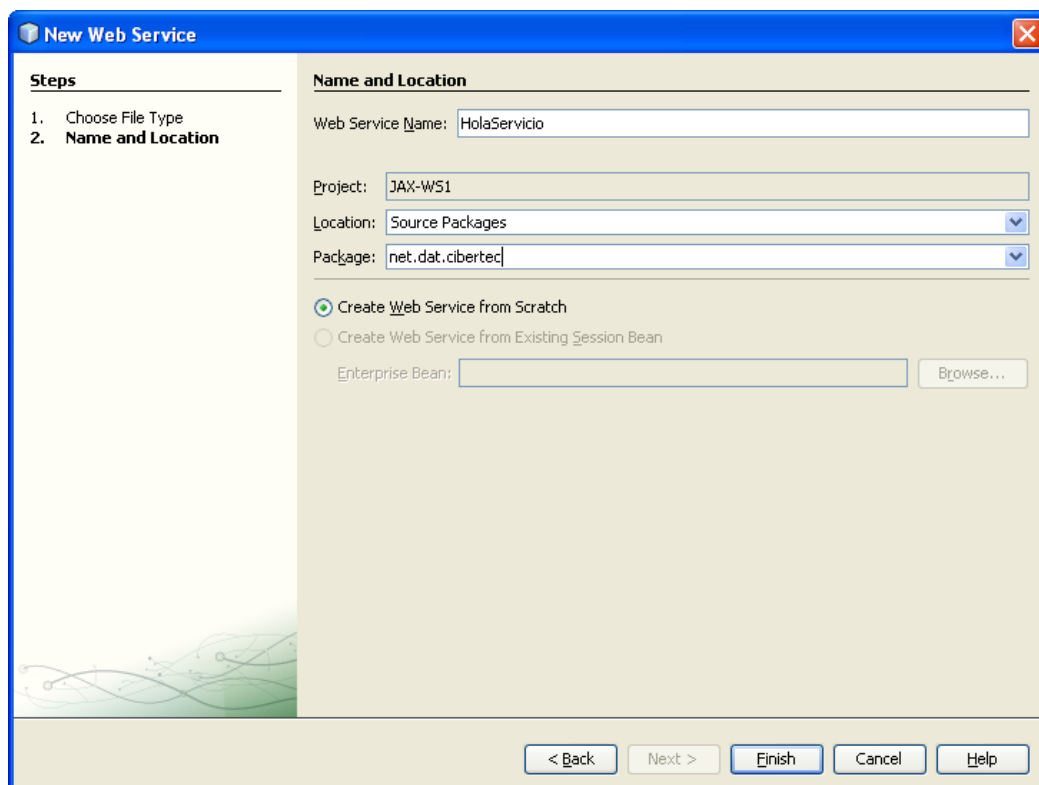 New Web Service
Steps
1. Choose File Type
2. Name and Location
Name and Location
Web Service Name: HolaServicio
Project: JAX-WS1
Location: Source Packages
Package: net.dat.cibertec
Create Web Service from Scratch
Create Web Service from Existing Session Bean
Enterprise Bean: Browse...
< Back Next > Finish Cancel Help